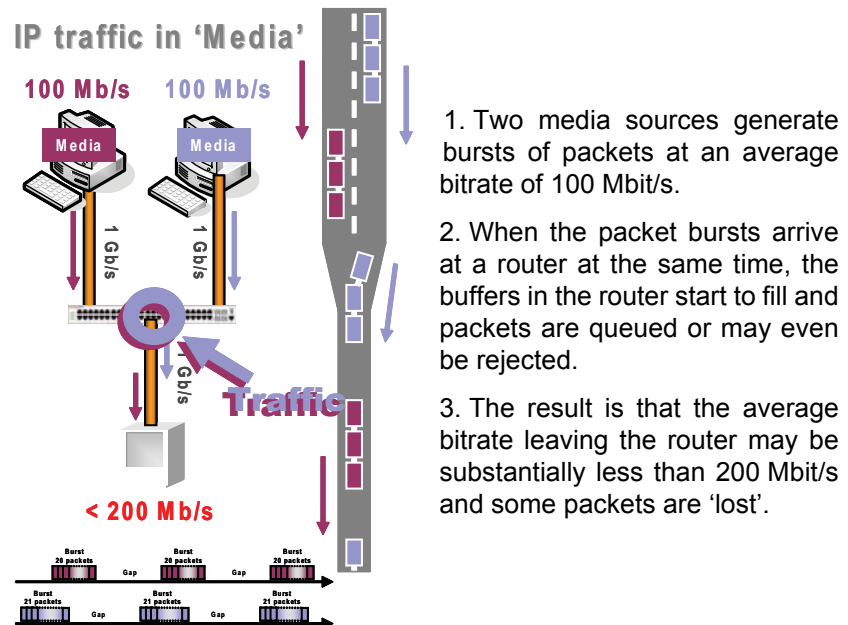 IP traffic in 'Media'
100 Mb/s 100 Mb/s
Media Media
1 Gb/s 1 Gb/s
1 Gb/s
Traffic
< 200 Mb/s
Burst Burst Burst
20 packets 20 packets 20 packets
Gap Gap
Burst Burst Burst
21 packets 21 packets 21 packets
Gap Gap
1. Two media sources generate
bursts of packets at an average
bitrate of 100 Mbit/s.
2. When the packet bursts arrive
at a router at the same time, the
buffers in the router start to fill and
packets are queued or may even
be rejected.
3. The result is that the average
bitrate leaving the router may be
substantially less than 200 Mbit/s
and some packets are ‘lost’.